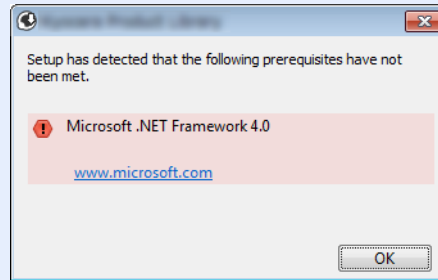 Setup has detected that the following prerequisites have not
been met.
Microsoft .NET Framework 4.0
www.microsoft.com
OK